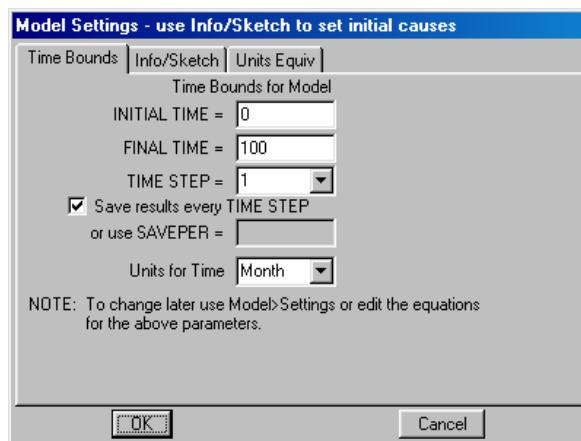 Model Settings - use Info/Sketch to set initial causes
Time Bounds Info/Sketch Units Equiv
Time Bounds for Model
INITIAL TIME = 0
FINAL TIME = 100
TIME STEP = 1
Save results every TIME STEP
or use SAVEPER =
Units for Time Month
NOTE: To change later use Model>Settings or edit the equations
for the above parameters.
OK Cancel